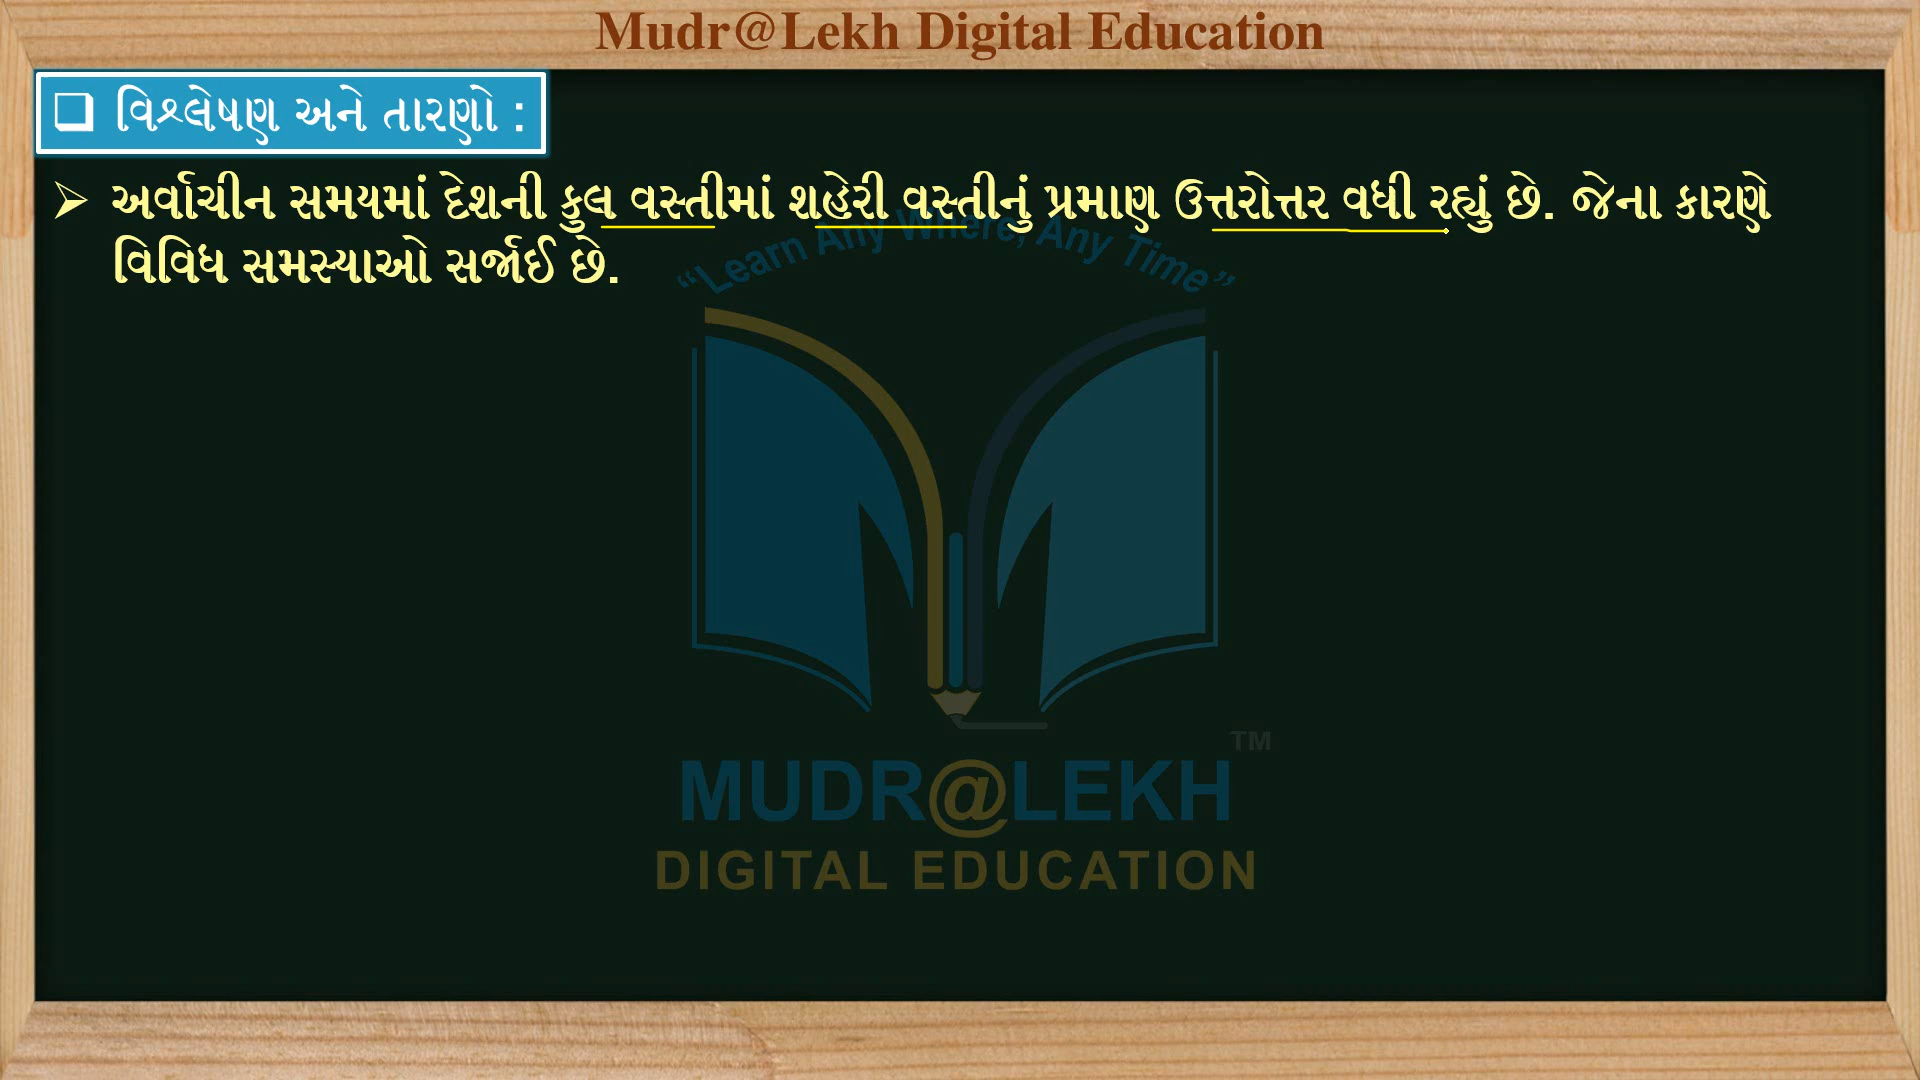 Mudr@Lekh Digital Education
❑ વિશ્લેષણ અને તારણો :
➢ અર્વાચીન સમયમાં દેશની કુલ વસ્તીમાં શહેરી વસ્તીનું પ્રમાણ ઉત્તરોત્તર વધી રહ્યું છે. જેના કારણે
વિવિધ સમસ્યાઓ સર્જાઈ છે.
“Learn Any Where, Any Time”
TM
MUDR@LEKH
DIGITAL EDUCATION